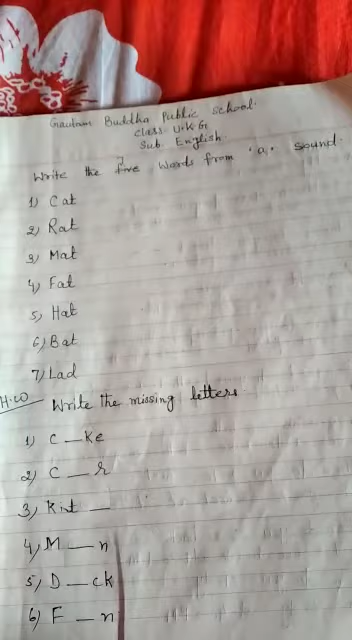 Gautam Buddha Public School.
Class U.K.G
Sub. English.
Write the five words from "a" sound.
1) Cat
2) Rat
3) Mat
4) Fat
5) Hat
6) Bat
7) Lad
H.W Write the missing letters
1) C _ ke
2) C _ r
3) Kit _
4) M _ n
5) D _ ck
6) F _ n